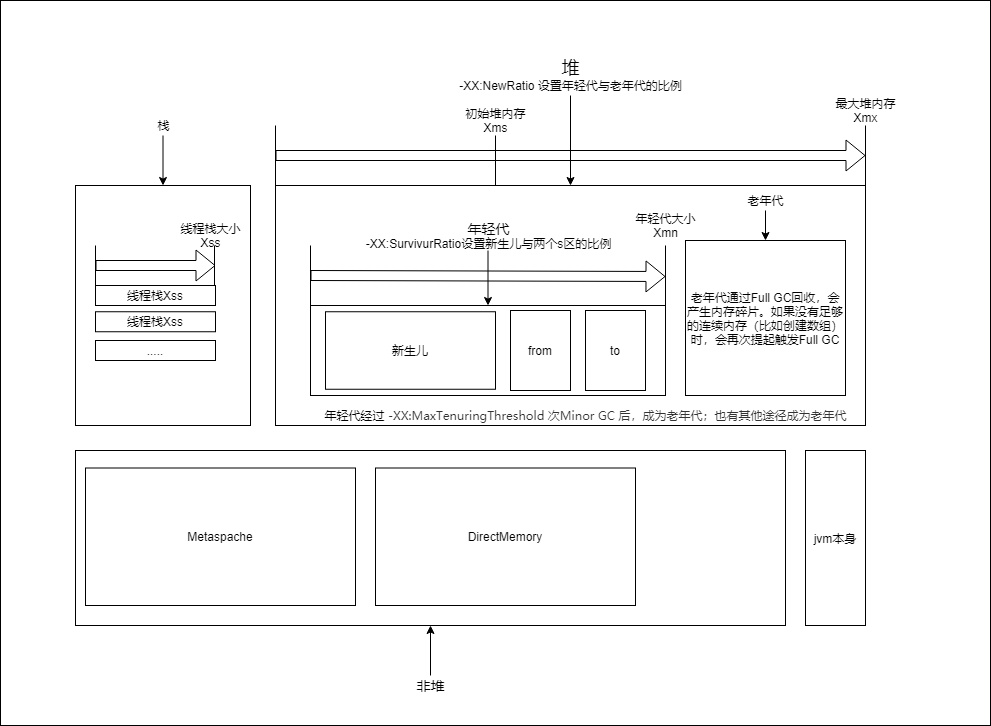 堆
-XX:NewRatio 设置年轻代与老年代的比例
初始堆内存
Xms
最大堆内存
Xmx
栈
线程栈大小
Xss
线程栈Xss
线程栈Xss
.....
年轻代
-XX:SurvivurRatio设置新生儿与两个s区的比例
年轻代大小
Xmn
老年代
新生儿
from
to
老年代通过Full GC回收，会
产生内存碎片。如果没有足够
的连续内存（比如创建数组）
时，会再次提起触发Full GC
年轻代经过 -XX:MaxTenuringThreshold 次Minor GC 后，成为老年代；也有其他途径成为老年代
Metaspache
DirectMemory
jvm本身
非堆